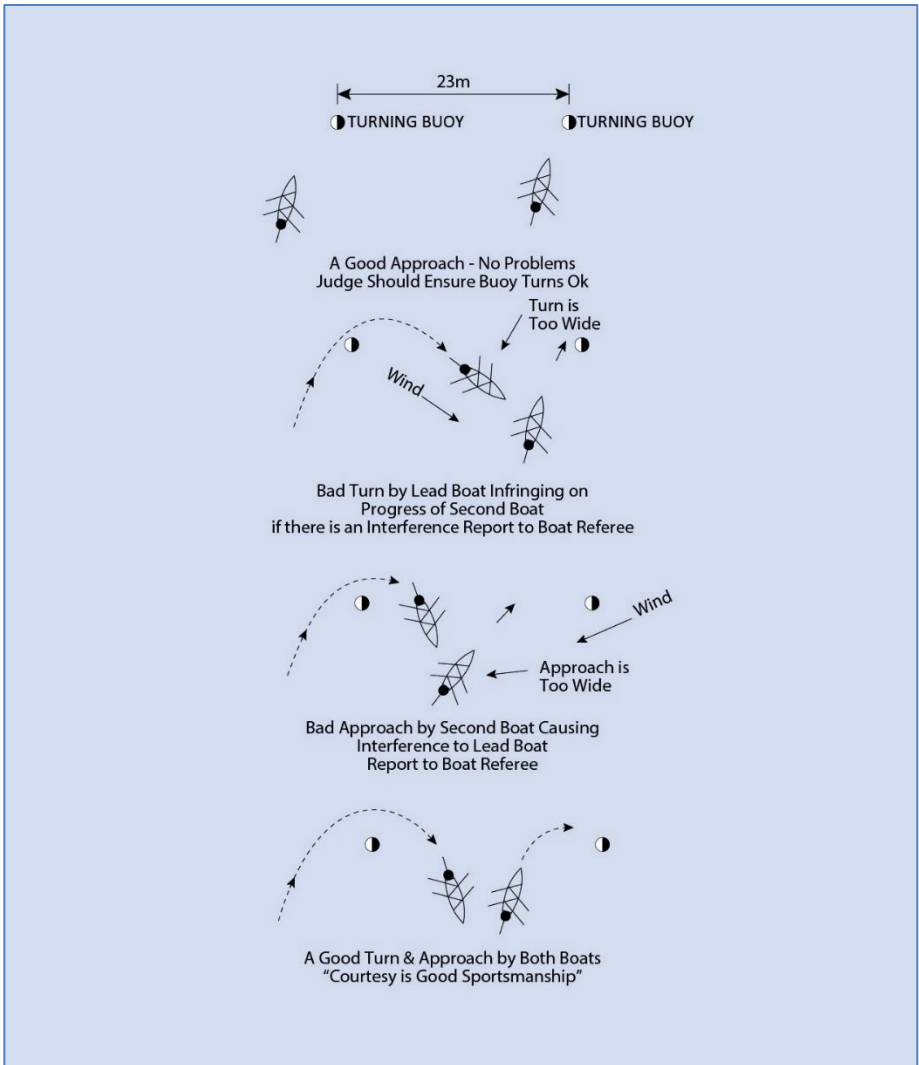 23m
TURNING BUOY
TURNING BUOY
A Good Approach - No Problems
Judge Should Ensure Buoy Turns Ok
Turn is
Too Wide
Wind
Bad Turn by Lead Boat Infringing on
Progress of Second Boat
if there is an Interference Report to Boat Referee
Wind
Approach is
Too Wide
Bad Approach by Second Boat Causing
Interference to Lead Boat
Report to Boat Referee
A Good Turn & Approach by Both Boats
“Courtesy is Good Sportsmanship”